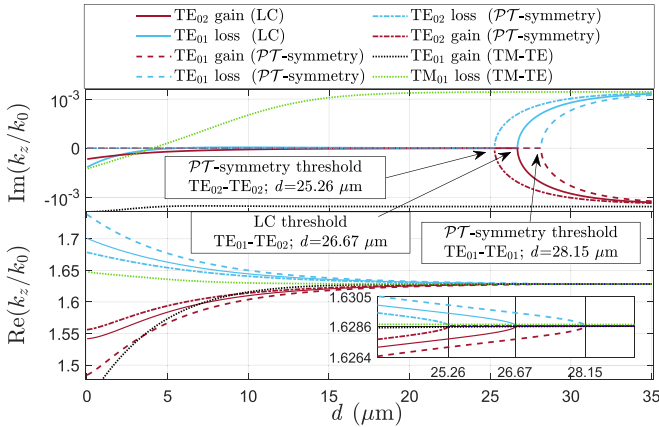 TE02 gain (LC)
TE01 loss (LC)
TE01 gain (PT-symmetry)
TE01 loss (PT-symmetry)
TE02 loss (PT-symmetry)
TE02 gain (PT-symmetry)
TE01 gain (TM-TE)
TM01 loss (TM-TE)
Im(kz/k0)
10-3
0
-10-3
PT-symmetry threshold
TE02-TE02; d=25.26 μm
LC threshold
TE01-TE02; d=26.67 μm
PT-symmetry threshold
TE01-TE01; d=28.15 μm
Re(kz/k0)
1.7
1.65
1.6
1.55
1.5
1.6305
1.6286
1.6264
25.26 26.67 28.15
0 5 10 15 20 25 30 35
d (μm)